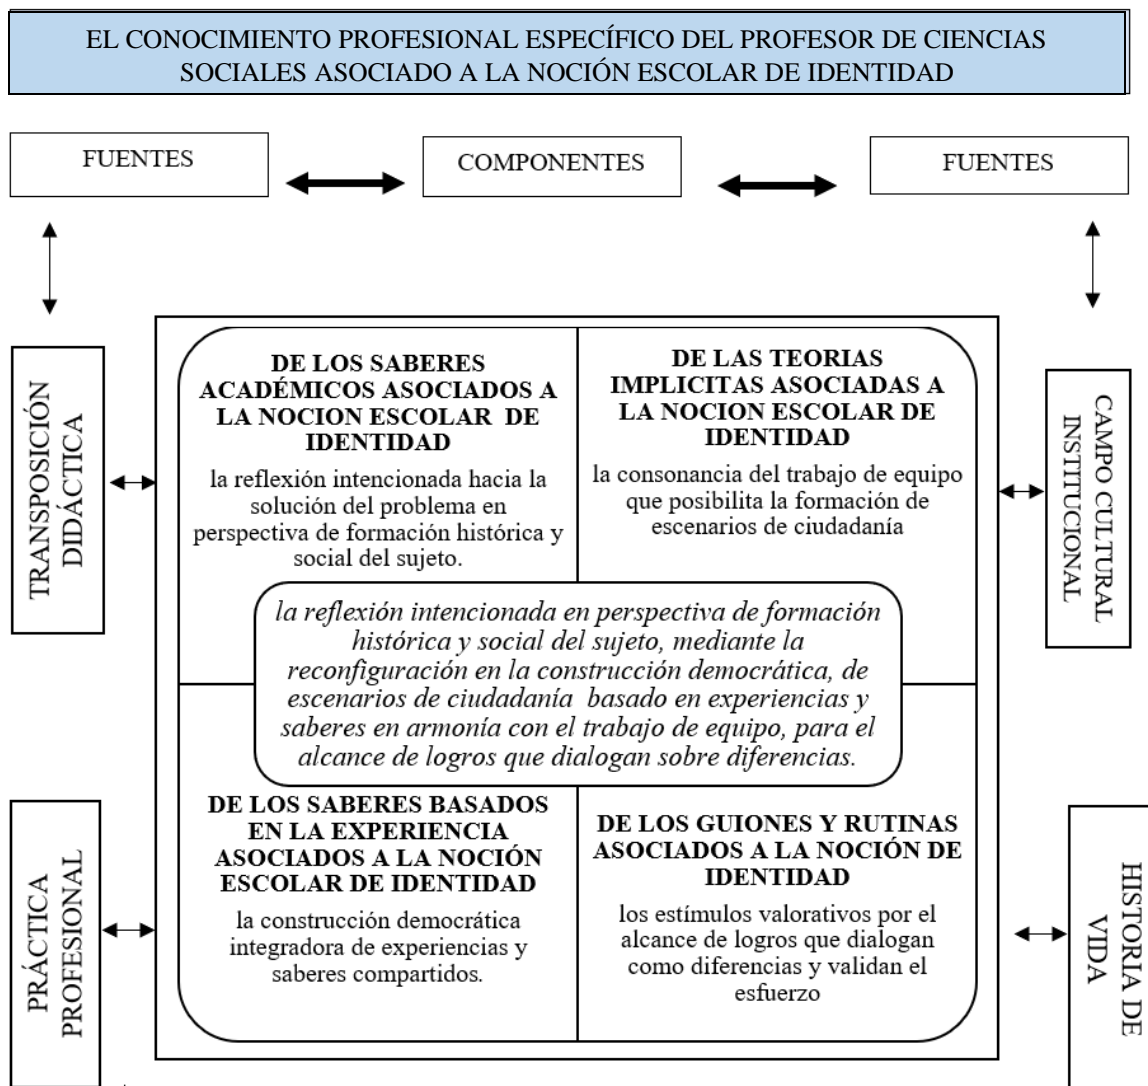 EL CONOCIMIENTO PROFESIONAL ESPECÍFICO DEL PROFESOR DE CIENCIAS
SOCIALES ASOCIADO A LA NOCIÓN ESCOLAR DE IDENTIDAD
FUENTES
COMPONENTES
FUENTES
TRANSPOSICIÓN
DIDÁCTICA
DE LOS SABERES
ACADÉMICOS ASOCIADOS A
LA NOCION ESCOLAR DE
IDENTIDAD
la reflexión intencionada hacia la
solución del problema en
perspectiva de formación histórica y
social del sujeto.
DE LAS TEORIAS
IMPLICITAS ASOCIADAS A
LA NOCION ESCOLAR DE
IDENTIDAD
la consonancia del trabajo de equipo
que posibilita la formación de
escenarios de ciudadanía
CAMPO CULTURAL
INSTITUCIONAL
la reflexión intencionada en perspectiva de formación
histórica y social del sujeto, mediante la
reconfiguración en la construcción democrática, de
escenarios de ciudadanía basado en experiencias y
saberes en armonía con el trabajo de equipo, para el
alcance de logros que dialogan sobre diferencias.
PRÁCTICA
PROFESIONAL
DE LOS SABERES BASADOS
EN LA EXPERIENCIA
ASOCIADOS A LA NOCIÓN
ESCOLAR DE IDENTIDAD
la construcción democrática
integradora de experiencias y
saberes compartidos.
DE LOS GUIONES Y RUTINAS
ASOCIADOS A LA NOCIÓN DE
IDENTIDAD
los estímulos valorativos por el
alcance de logros que dialogan
como diferencias y validan el
esfuerzo
HISTORIA DE
VIDA